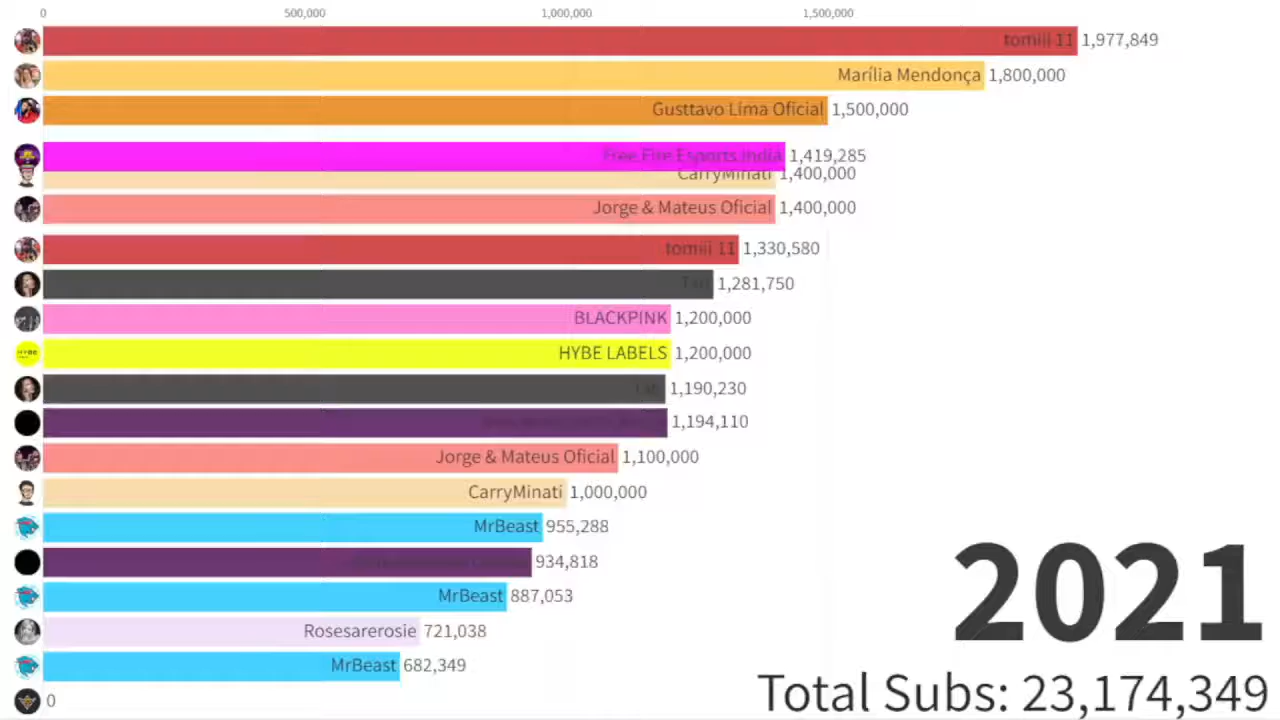 0 500,000 1,000,000 1,500,000
tomiii 11 1,977,849
Marília Mendonça 1,800,000
Gusttavo Lima Oficial 1,500,000
Free Fire Esports India 1,419,285
CarryMinati 1,400,000
Jorge & Mateus Oficial 1,400,000
tomiii 11 1,330,580
1,281,750
BLACKPINK 1,200,000
HYBE LABELS 1,200,000
1,190,230
1,194,110
Jorge & Mateus Oficial 1,100,000
CarryMinati 1,000,000
MrBeast 955,288
934,818
MrBeast 887,053
Rosesarerosie 721,038
MrBeast 682,349
0
2021
Total Subs: 23,174,349